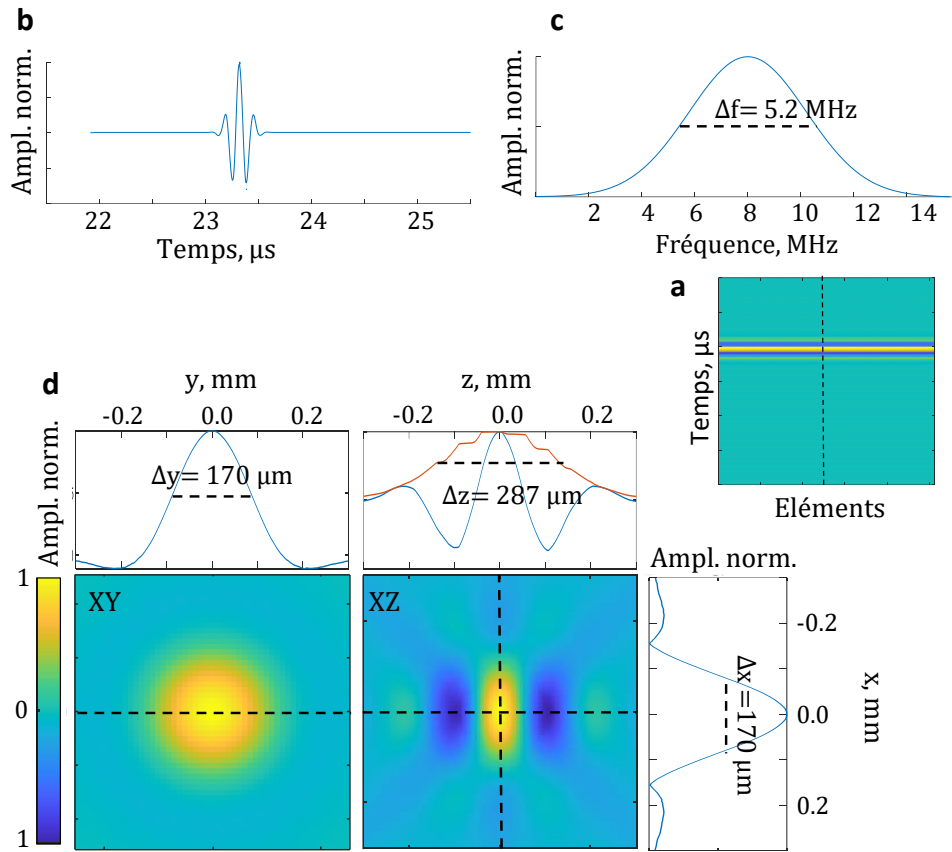 b
Ampl. norm.
22 23 24 25
Temps, μs
c
Ampl. norm.
Δf= 5.2 MHz
2 4 6 8 10 12 14
Fréquence, MHz
a
Temps, μs
Eléments
d
y, mm
-0.2 0.0 0.2
Ampl. norm.
Δy= 170 μm
z, mm
-0.2 0.0 0.2
Δz= 287 μm
1
0
1
XY
XZ
Ampl. norm.
Δx=170 μm
-0.2
0.0
0.2
x, mm